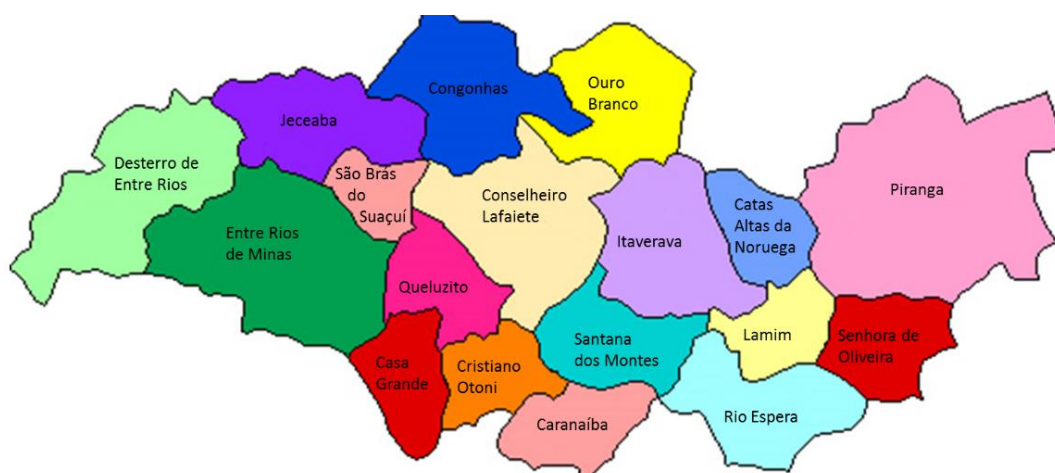 Congonhas
Ouro
Branco
Jeceaba
Desterro de
Entre Rios
São Brás
do
Suaçuí
Conselheiro
Lafaiete
Catas
Altas da
Noruega
Piranga
Entre Rios
de Minas
Itaverava
Queluzito
Santana
dos Montes
Lamim
Senhora de
Oliveira
Casa
Grande
Cristiano
Otoni
Caranaíba
Rio Espera